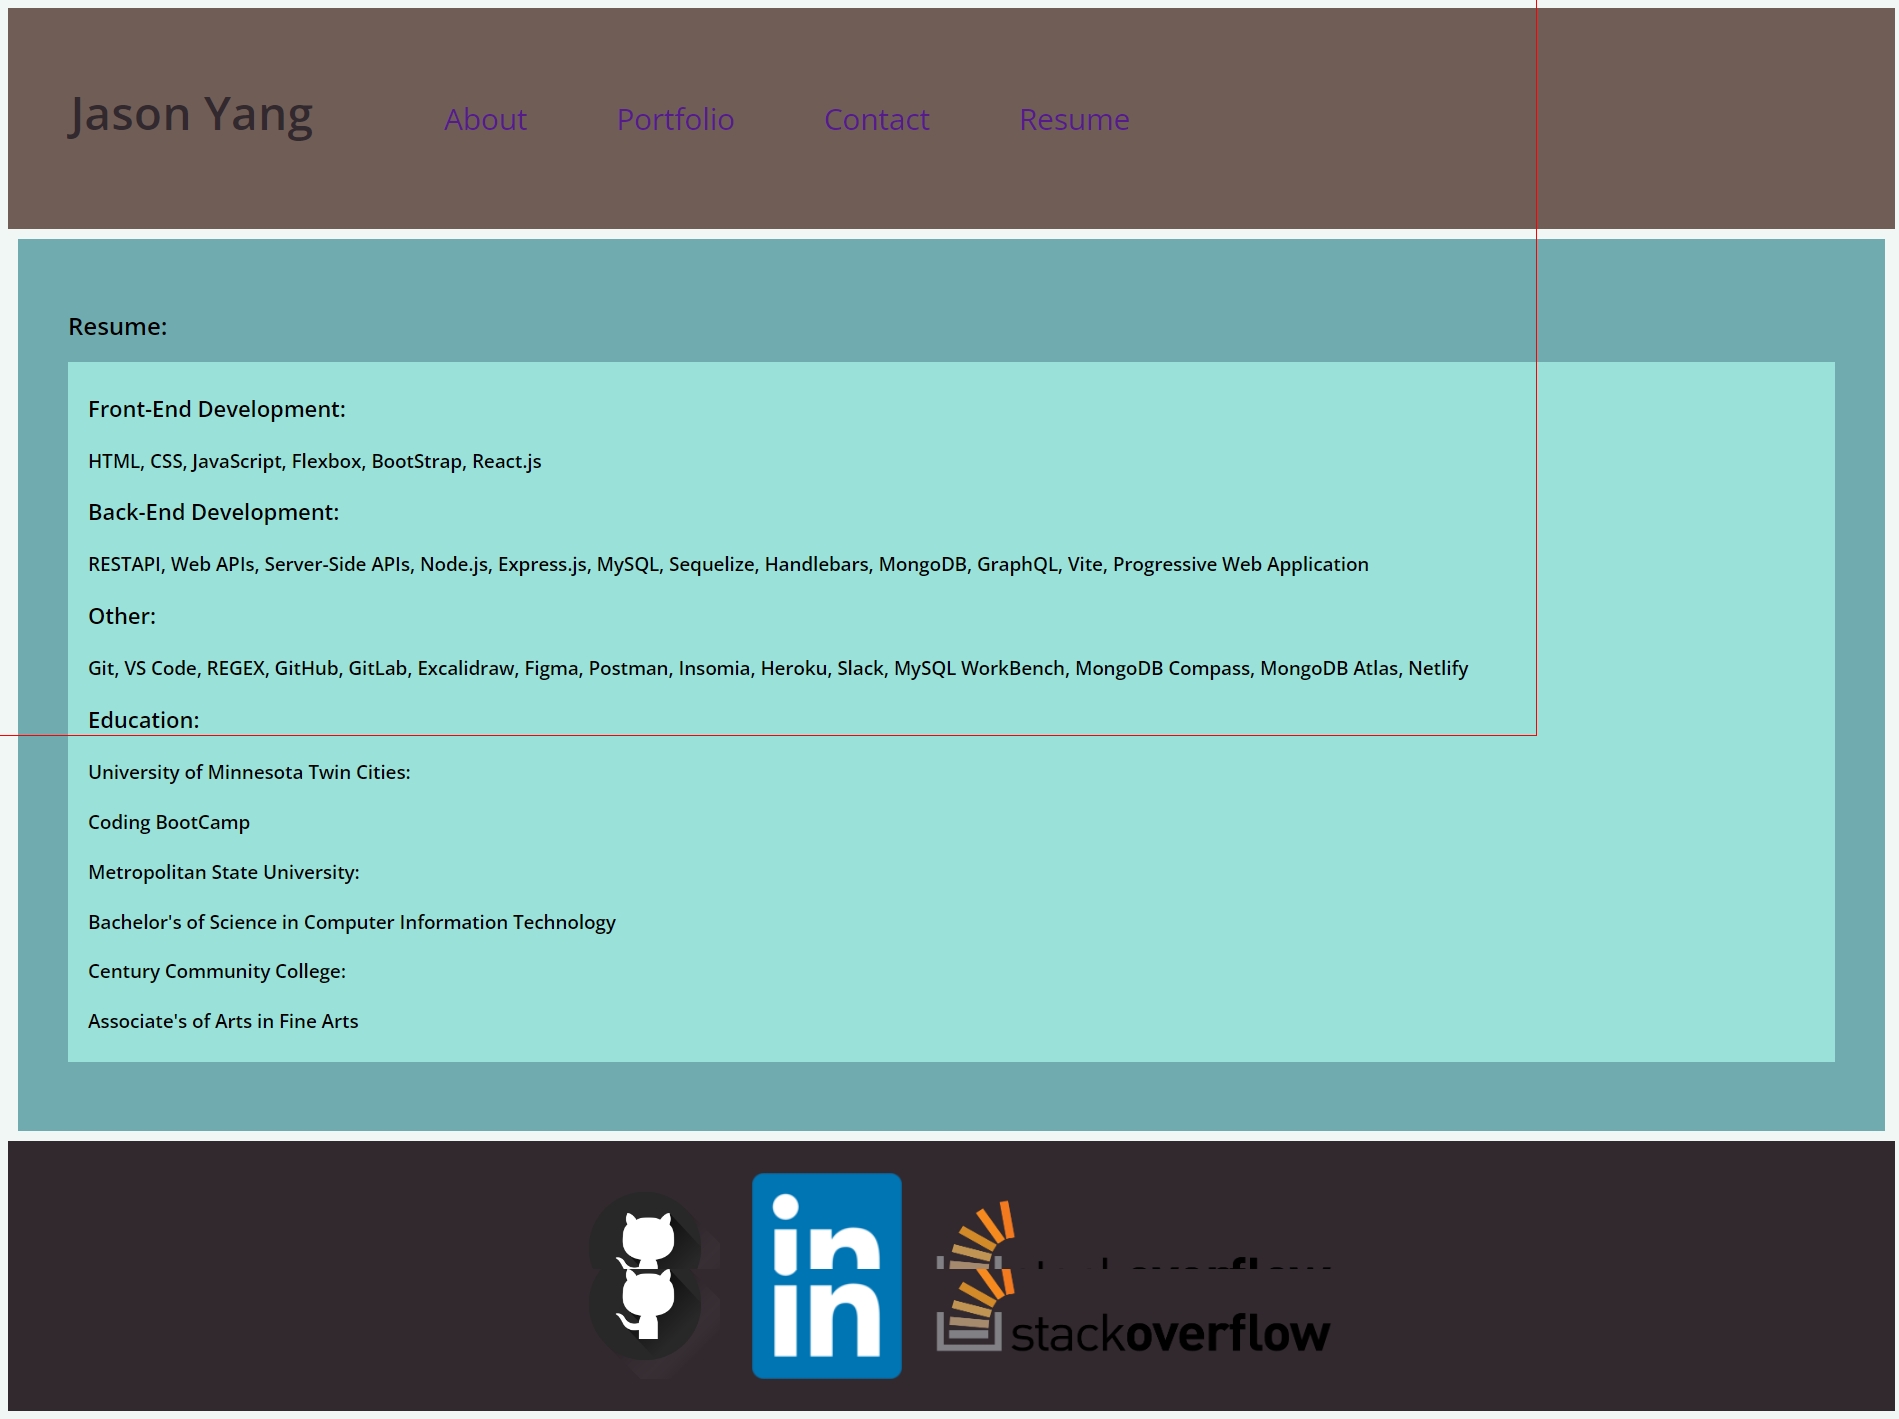 Jason Yang
About
Portfolio
Contact
Resume
Resume:
Front-End Development:
HTML, CSS, JavaScript, Flexbox, BootStrap, React.js
Back-End Development:
RESTAPI, Web APIs, Server-Side APIs, Node.js, Express.js, MySQL, Sequelize, Handlebars, MongoDB, GraphQL, Vite, Progressive Web Application
Other:
Git, VS Code, REGEX, GitHub, GitLab, Excalidraw, Figma, Postman, Insomia, Heroku, Slack, MySQL WorkBench, MongoDB Compass, MongoDB Atlas, Netlify
Education:
University of Minnesota Twin Cities:
Coding BootCamp
Metropolitan State University:
Bachelor's of Science in Computer Information Technology
Century Community College:
Associate's of Arts in Fine Arts
in
in
stackoverflow